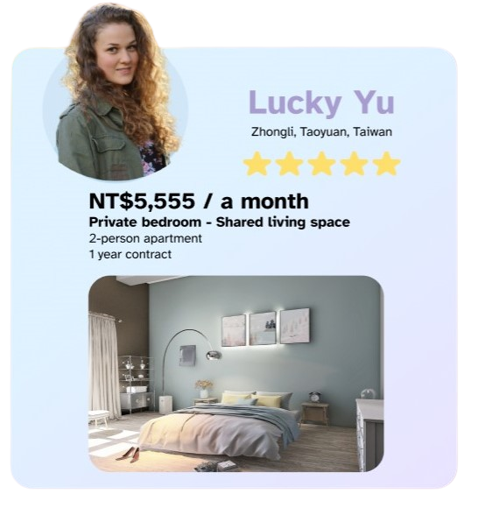 Lucky Yu
Zhongli, Taoyuan, Taiwan
NT$5,555 / a month
Private bedroom - Shared living space
2-person apartment
1 year contract